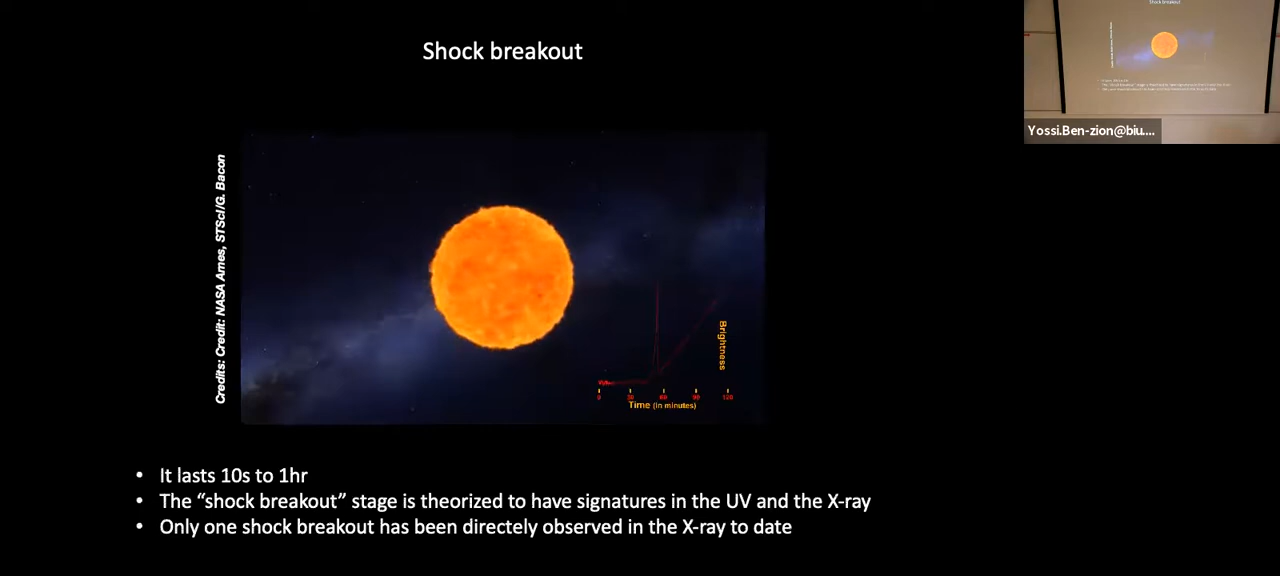 Shock breakout
Credits: Credit: NASA Ames, STScI/G. Bacon
Brightness
0 30 60 90 120
Time (in minutes)
• It lasts 10s to 1hr
• The “shock breakout” stage is theorized to have signatures in the UV and the X-ray
• Only one shock breakout has been directely observed in the X-ray to date
Shock breakout
Yossi.Ben-zion@biu....